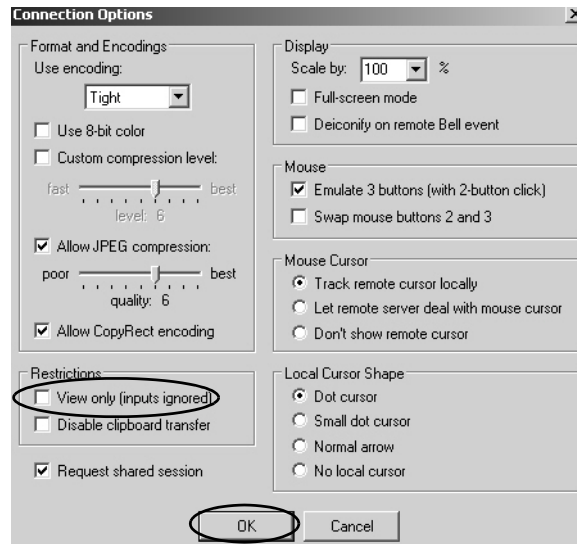 Connection Options
Format and Encodings
Use encoding:
Tight
Use 8-bit color
Custom compression level:
fast best
level: 6
Allow JPEG compression:
poor best
quality: 6
Allow CopyRect encoding
Restrictions
View only (inputs ignored)
Disable clipboard transfer
Request shared session
Display
Scale by: 100 %
Full-screen mode
Deiconify on remote Bell event
Mouse
Emulate 3 buttons (with 2-button click)
Swap mouse buttons 2 and 3
Mouse Cursor
Track remote cursor locally
Let remote server deal with mouse cursor
Don't show remote cursor
Local Cursor Shape
Dot cursor
Small dot cursor
Normal arrow
No local cursor
OK Cancel